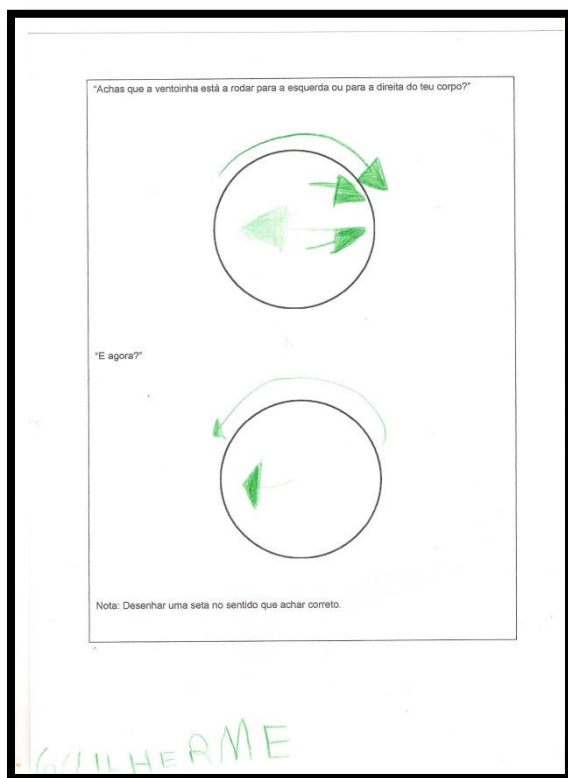 "Achas que a ventoinha está a rodar para a esquerda ou para a direita do teu corpo?"
"E agora?"
Nota: Desenhar uma seta no sentido que achar correto.
GUILHERME